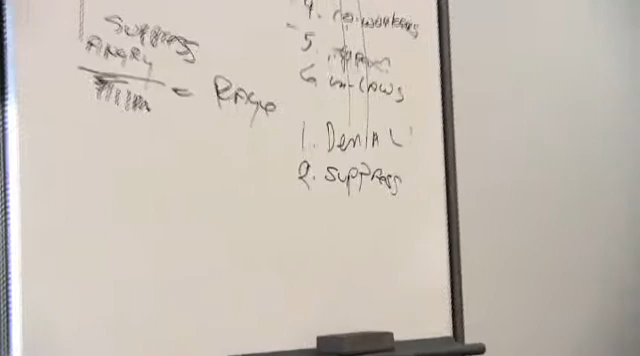 Suppress
Angry
= Rage
4. co-workers
5.
6 in-laws
1. Denial
2. Suppress